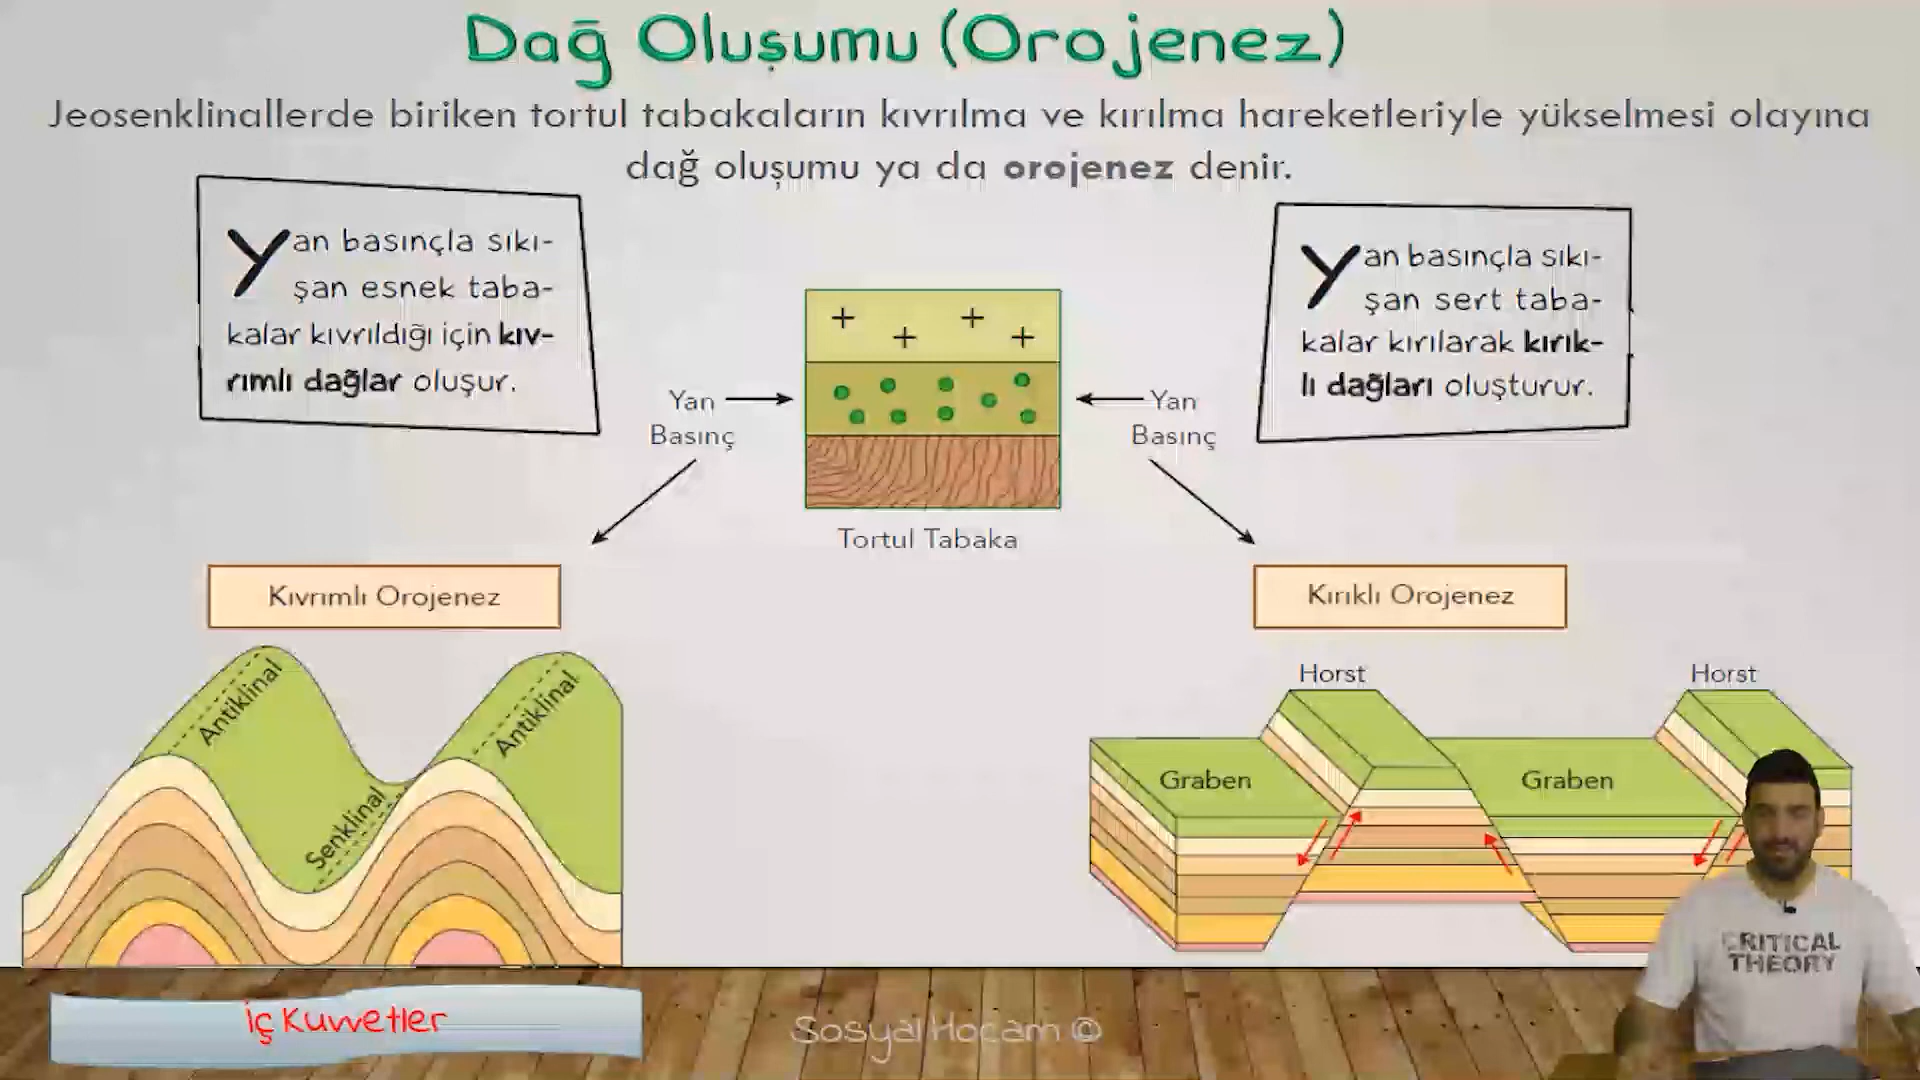 Dağ Oluşumu (Orojenez)
Jeosenklinallerde biriken tortul tabakaların kıvrılma ve kırılma hareketleriyle yükselmesi olayına
dağ oluşumu ya da orojenez denir.
Yan basınçla sıkı-
şan esnek taba-
kalar kıvrıldığı için kıv-
rımlı dağlar oluşur.
Yan basınçla sıkı-
şan sert taba-
kalar kırılarak kırık-
lı dağları oluşturur.
Yan
Basınç
Yan
Basınç
Tortul Tabaka
Kıvrımlı Orojenez
Kırıklı Orojenez
Antiklinal
Antiklinal
Senklinal
Horst
Horst
Graben
Graben
CRITICAL
THEORY
İç Kuvvetler
Sosyal Hocam ©